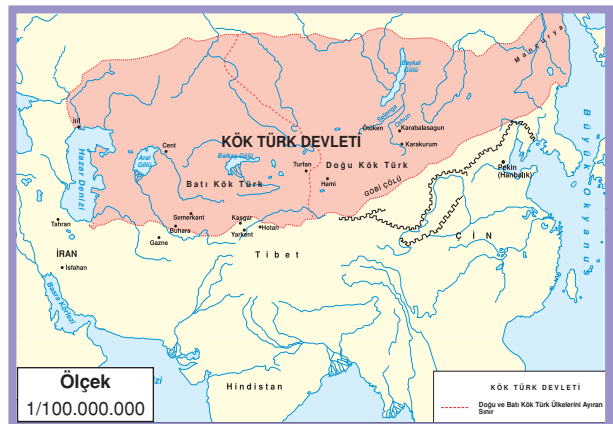 Mançurya
Baykal
Gölü
İtil
Selenga
Orhun
Ötüken
Karabalasagun
KÖK TÜRK DEVLETİ
Karakurum
Cent
Aral
Gölü
Balkaş Gölü
Hazar Denizi
Turfan
Doğu Kök Türk
Batı Kök Türk
Hami
GOBİ ÇÖLÜ
Pekin
(Hanbalık)
Büyük Okyanus
Semerkant
Buhara
Kaşgar
Yarkent
Hotan
Tahran
Gazne
ÇİN
İRAN
Tibet
İsfahan
Basra Körfezi
Hindistan
zi
Ölçek
1/100.000.000
KÖK TÜRK DEVLETİ
Doğu ve Batı Kök Türk Ülkelerini Ayıran
Sınır